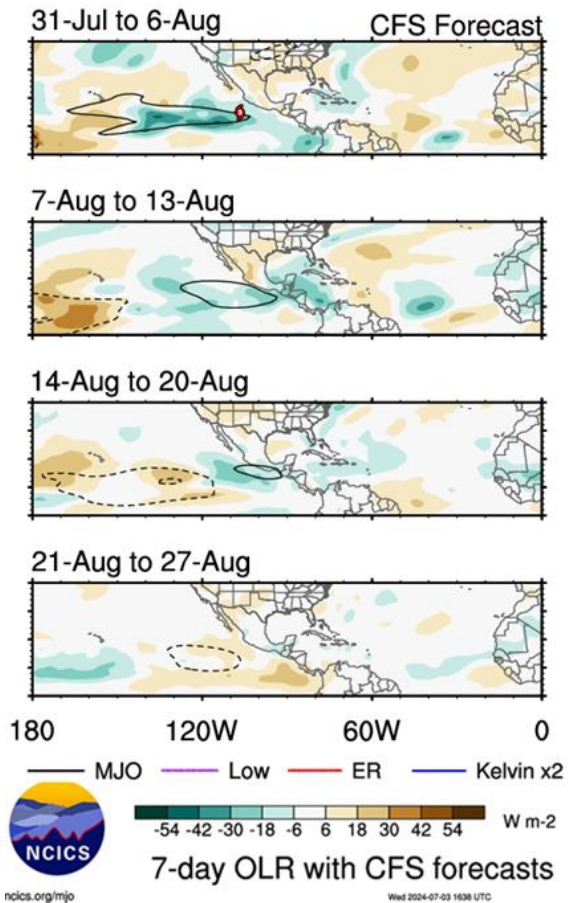 31-Jul to 6-Aug CFS Forecast
7-Aug to 13-Aug
14-Aug to 20-Aug
21-Aug to 27-Aug
180 120W 60W 0
MJO Low ER Kelvin x2
-54 -42 -30 -18 -6 6 18 30 42 54 W m-2
NCICS
7-day OLR with CFS forecasts
ncics.org/mjo Wed 2024-07-03 1638 UTC